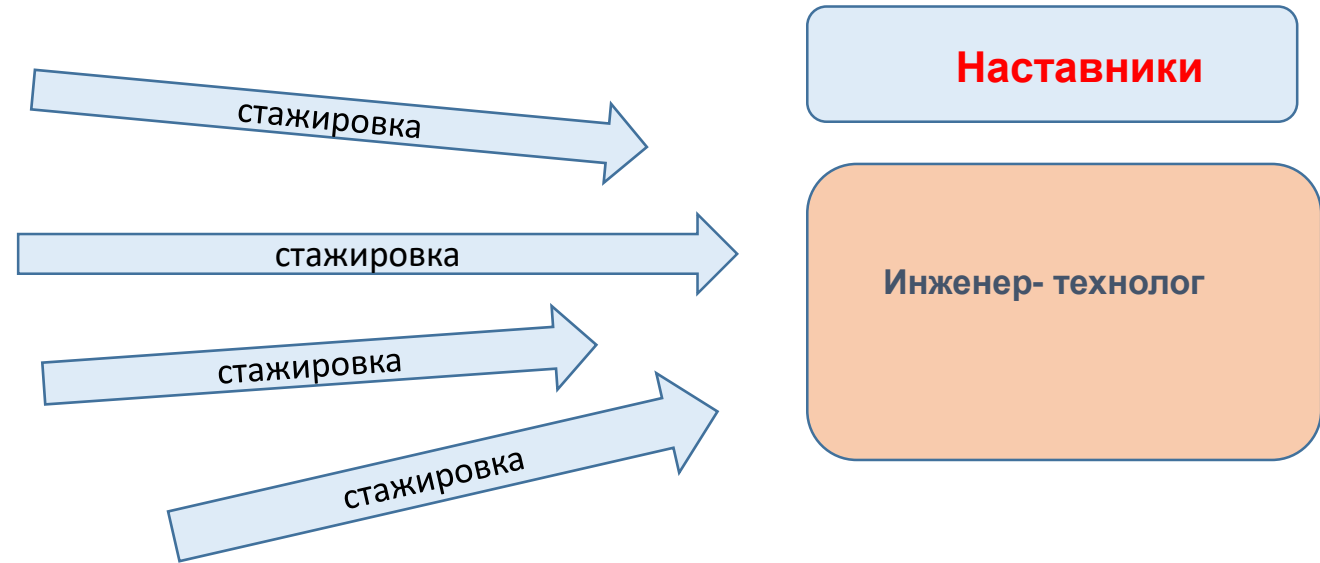 Наставники
стажировка
стажировка
Инженер- технолог
стажировка
стажировка